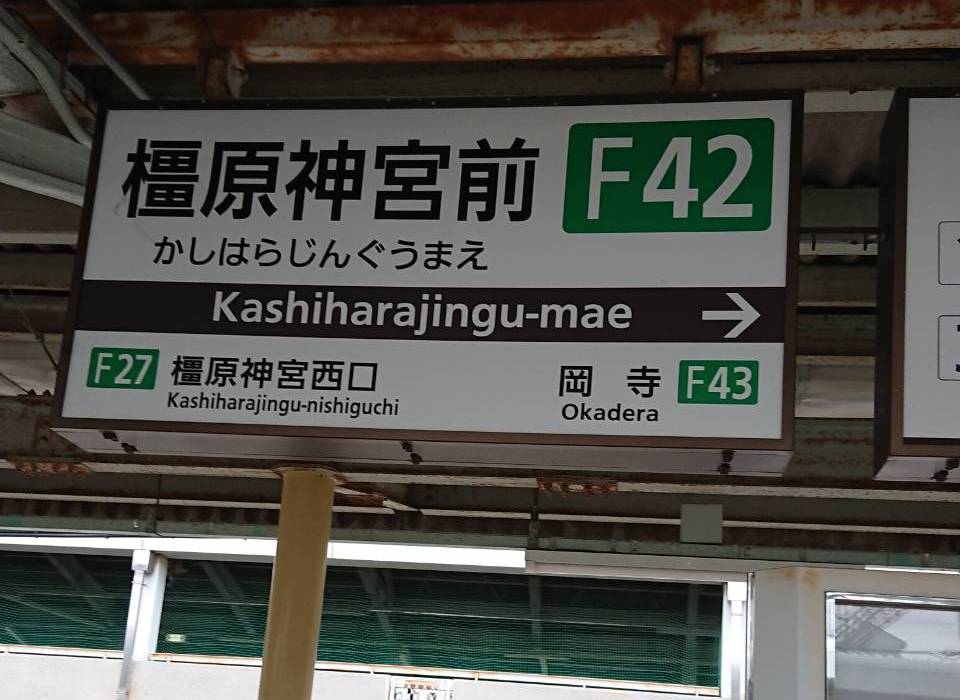 橿原神宮前 F42
かしはらじんぐうまえ
Kashiharajingu-mae →
F27 橿原神宮西口 岡寺 F43
Kashiharajingu-nishiguchi Okadera